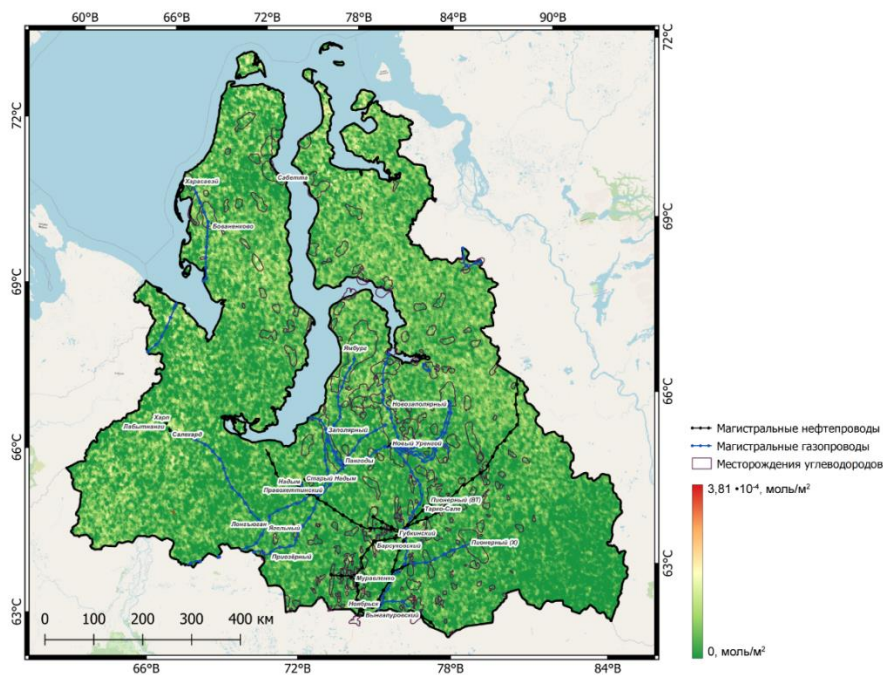 60°В 66°В 72°В 78°В 84°В 90°В
72°С
72°С
Харасавэй
Сабетта
Бованенково
69°С
69°С
Ямбург
66°С
Новозаполярный
Харп
Лабытнанги
Салехард
Заполярный
Новый Уренгой
66°С
Пангоды
Старый Надым
Надым
Правохеттинский
Пионерный (ВТ)
Тарко-Сале
Лонгъюган
Ягельный
Губкинский
Барсуковский
Пионерный (Х)
Приозёрный
63°С
Муравленко
63°С
Ноябрьск
Вынгапуровский
0 100 200 300 400 км
66°В 72°В 78°В 84°В
Магистральные нефтепроводы
Магистральные газопроводы
Месторождения углеводородов
3,81 •10⁻⁴, моль/м²
0, моль/м²